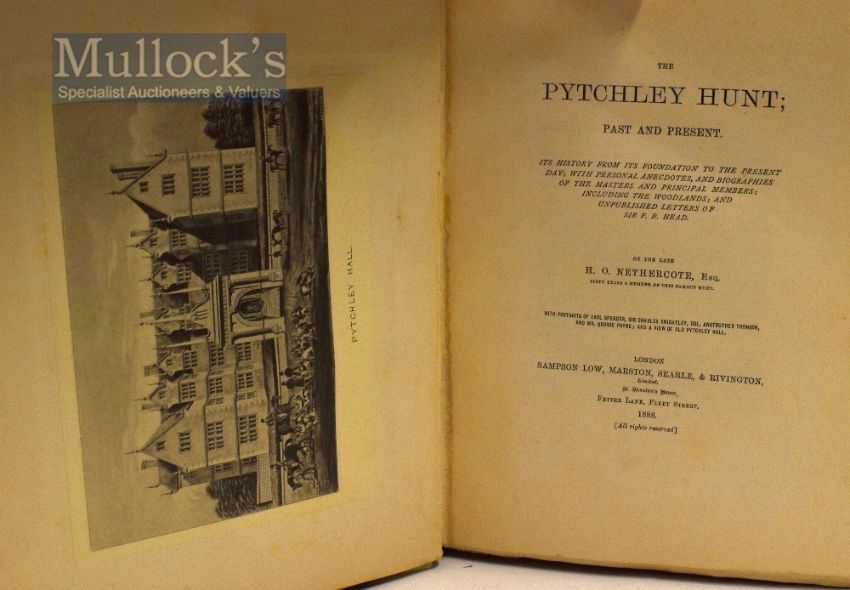 Mullock's
Specialist Auctioneers & Valuers
PYTCHLEY HALL.
THE
PYTCHLEY HUNT;
PAST AND PRESENT.
ITS HISTORY FROM ITS FOUNDATION TO THE PRESENT
DAY; WITH PERSONAL ANECDOTES, AND BIOGRAPHIES
OF THE MASTERS AND PRINCIPAL MEMBERS:
INCLUDING THE WOODLANDS; AND
UNPUBLISHED LETTERS OF
SIR F. B. HEAD.
BY THE LATE
H. O. NETHERCOTE, ESQ.
FIFTY YEARS A MEMBER OF THIS FAMOUS HUNT.
WITH PORTRAITS OF EARL SPENCER, SIR CHARLES KNIGHTLEY, COL. ANSTRUTHER THOMSON,
AND MR. GEORGE PAYNE; AND A VIEW OF OLD PYTCHLEY HALL.
LONDON
SAMPSON LOW, MARSTON, SEARLE, & RIVINGTON,
Limited,
St. Dunstan's House,
FETTER LANE, FLEET STREET,
1888.
[All rights reserved]